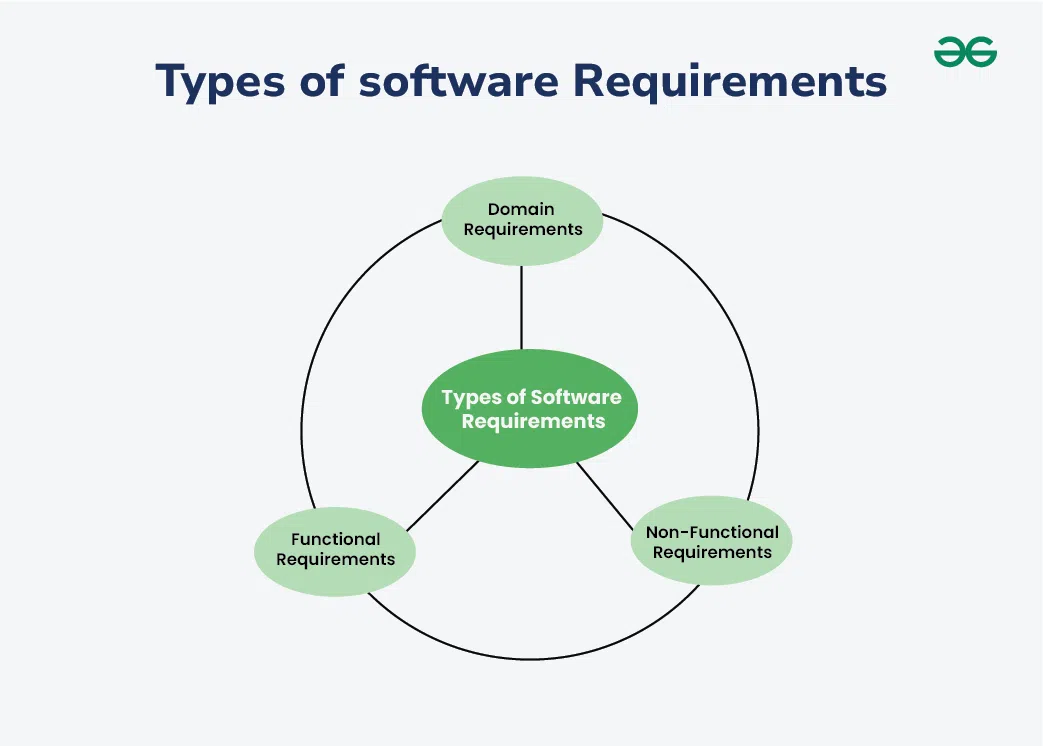 Types of software Requirements
Domain
Requirements
Types of Software
Requirements
Functional
Requirements
Non-Functional
Requirements